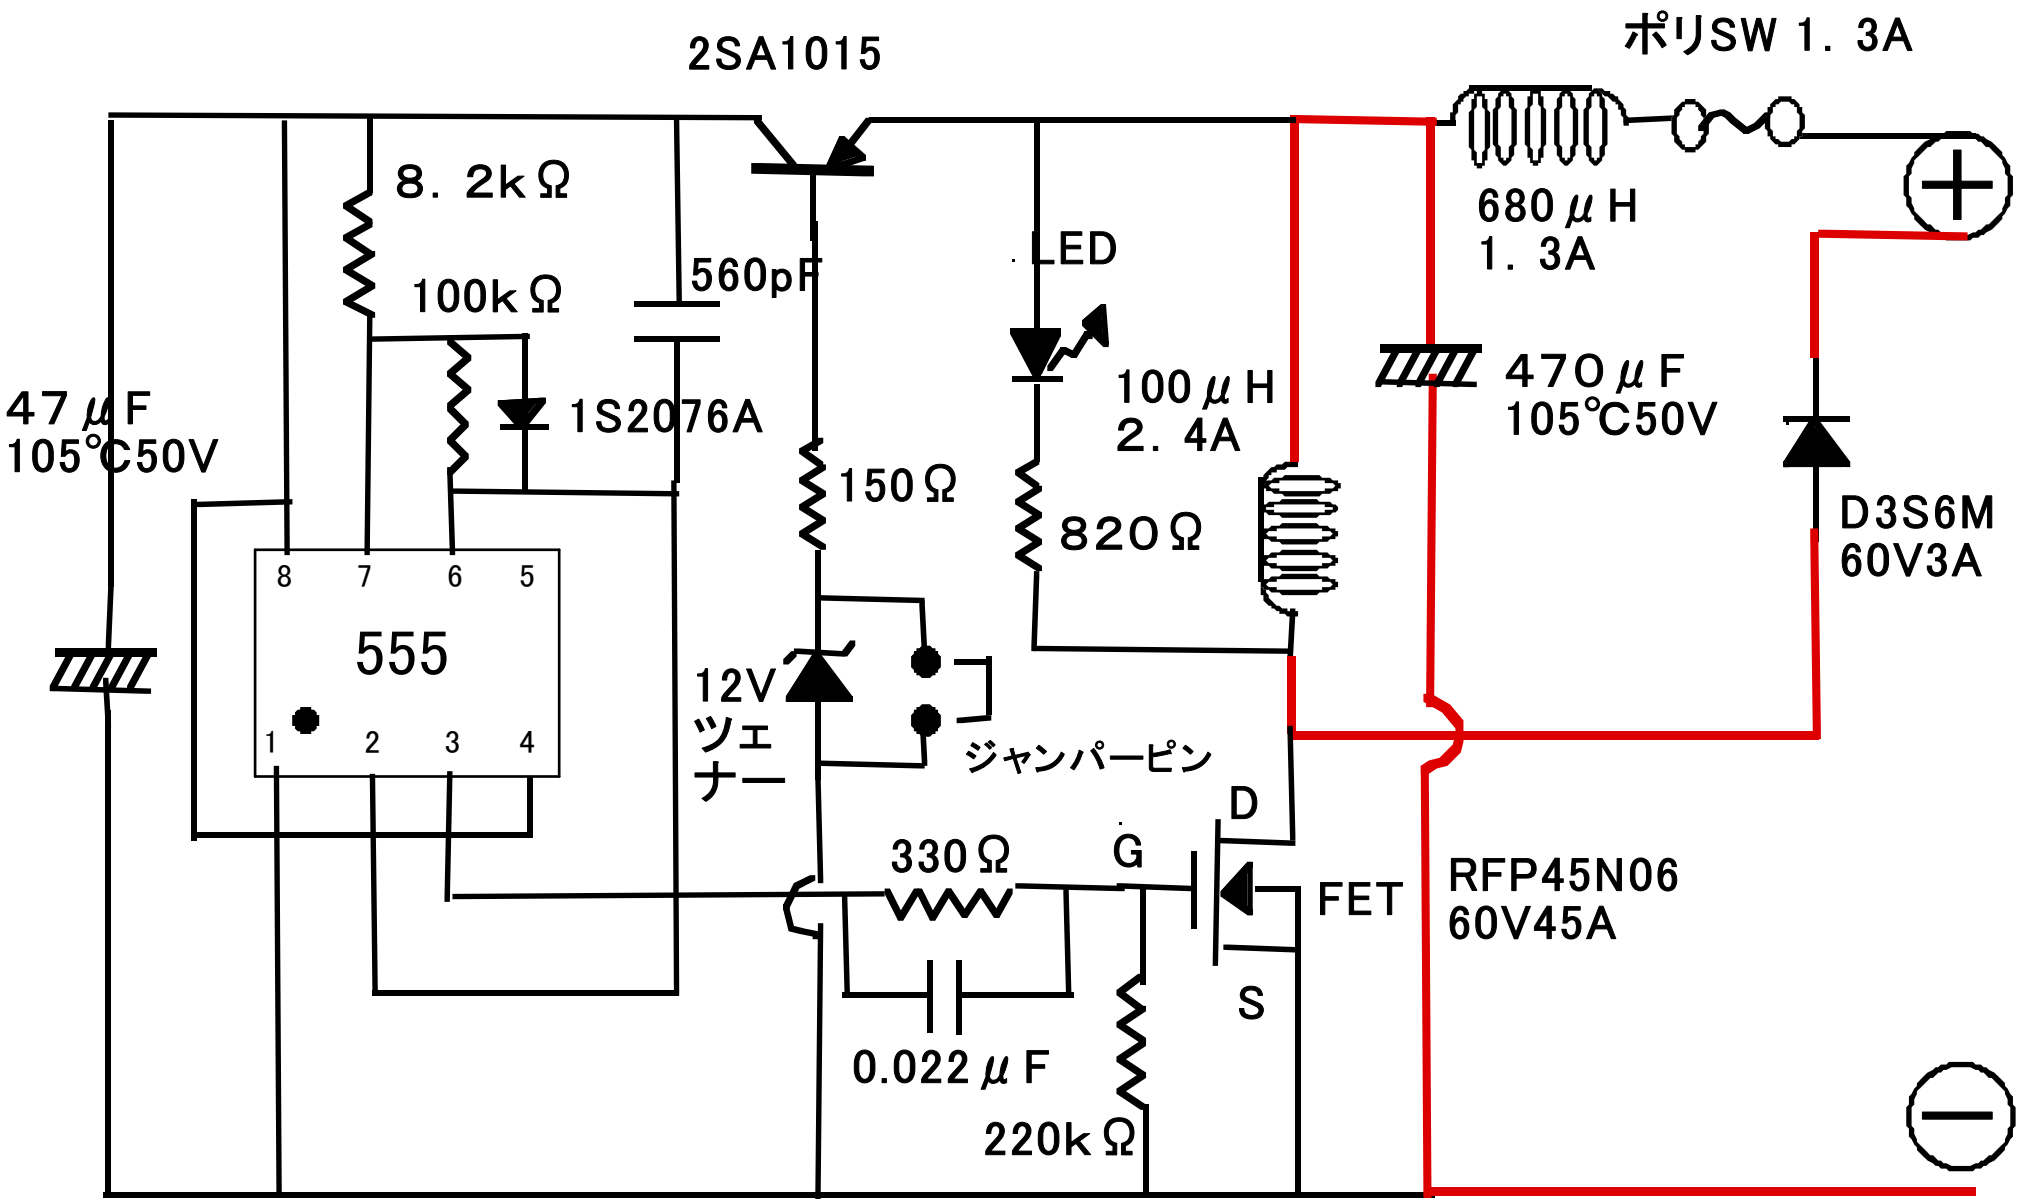 ポリSW 1. 3A
2SA1015
8. 2kΩ
680μH
1. 3A
LED
560pF
100kΩ
100μH
2. 4A
470μF
105℃50V
47μF
105℃50V
1S2076A
150Ω
820Ω
D3S6M
60V3A
8 7 6 5
555
12V
ツェ
ナー
1 2 3 4
ジャンパーピン
D
330Ω
G
FET
RFP45N06
60V45A
S
0.022μF
220kΩ